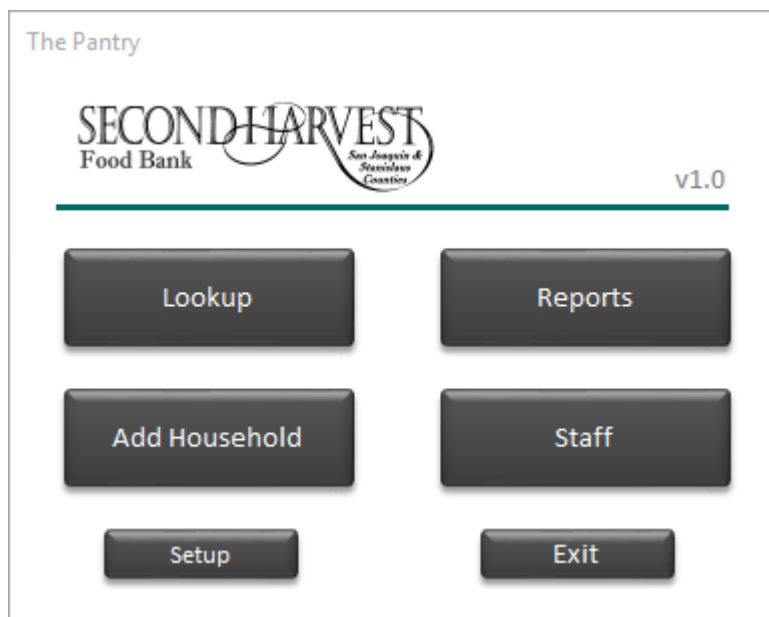 The Pantry
SECOND HARVEST
Food Bank
San Joaquin &
Stanislaus
Counties
v1.0
Lookup
Reports
Add Household
Staff
Setup
Exit